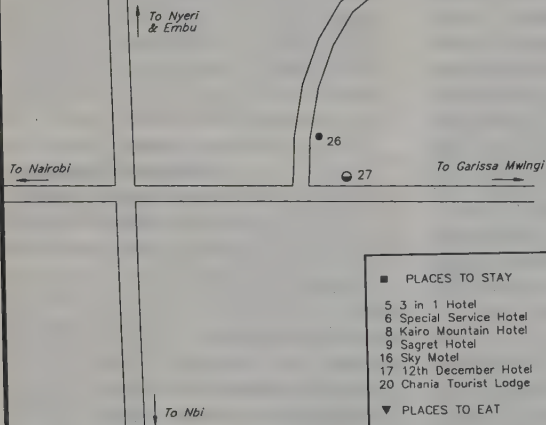 To Nyeri
& Embu
26
27
To Nairobi
To Garissa Mwingi
To Nbi
■ PLACES TO STAY
5 3 in 1 Hotel
6 Special Service Hotel
8 Kairo Mountain Hotel
9 Sagret Hotel
16 Sky Motel
17 12th December Hotel
20 Chania Tourist Lodge
▼ PLACES TO EAT